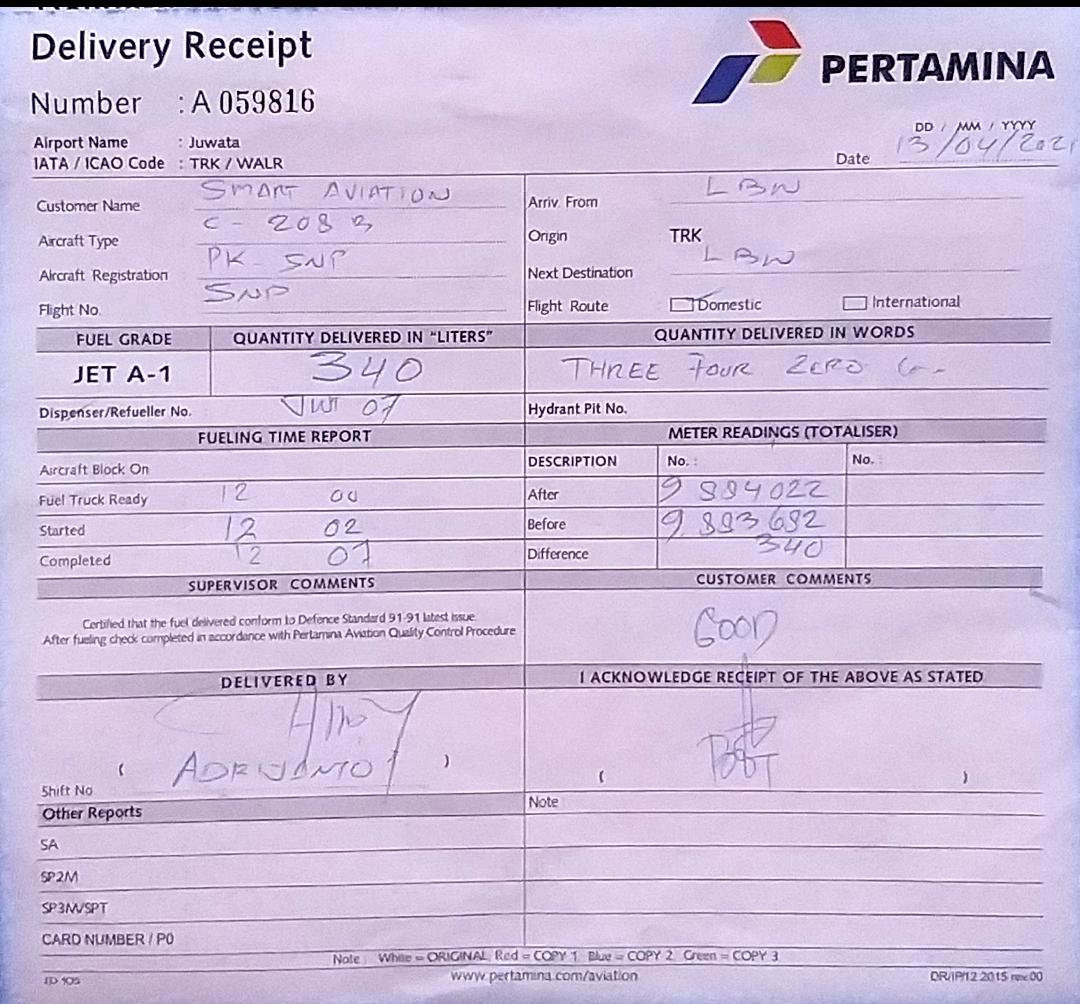 Delivery Receipt
PERTAMINA
Number : A 059816
Airport Name : Juwata
IATA / ICAO Code : TRK / WALR
DD / MM / YYYY
Date 13/04/2021
Customer Name SMART AVIATION
Aircraft Type C - 208 B
Aircraft Registration PK - SNP
Flight No. SNP
Arriv. From LBW
Origin TRK
Next Destination LBW
Flight Route Domestic International
FUEL GRADE QUANTITY DELIVERED IN "LITERS" QUANTITY DELIVERED IN WORDS
JET A-1 340 THREE FOUR ZERO
Dispenser/Refueller No. JWT 07 Hydrant Pit No.
FUELING TIME REPORT METER READINGS (TOTALISER)
Aircraft Block On DESCRIPTION No. : No. :
Fuel Truck Ready 12 00 After 9 894022
Started 12 02 Before 9 893682
Completed 12 07 Difference 340
SUPERVISOR COMMENTS CUSTOMER COMMENTS
Certified that the fuel delivered conform to Defence Standard 91-91 latest issue.
After fueling check completed in accordance with Pertamina Aviation Quality Control Procedure
GOOD
DELIVERED BY I ACKNOWLEDGE RECEIPT OF THE ABOVE AS STATED
( ) ( )
Shift No
Other Reports Note
SA
SP2M
SP3M/SPT
CARD NUMBER / P0
Note : White = ORIGINAL, Red = COPY 1, Blue = COPY 2, Green = COPY 3
www.pertamina.com/aviation
DR/IP/12 2015 rev.00